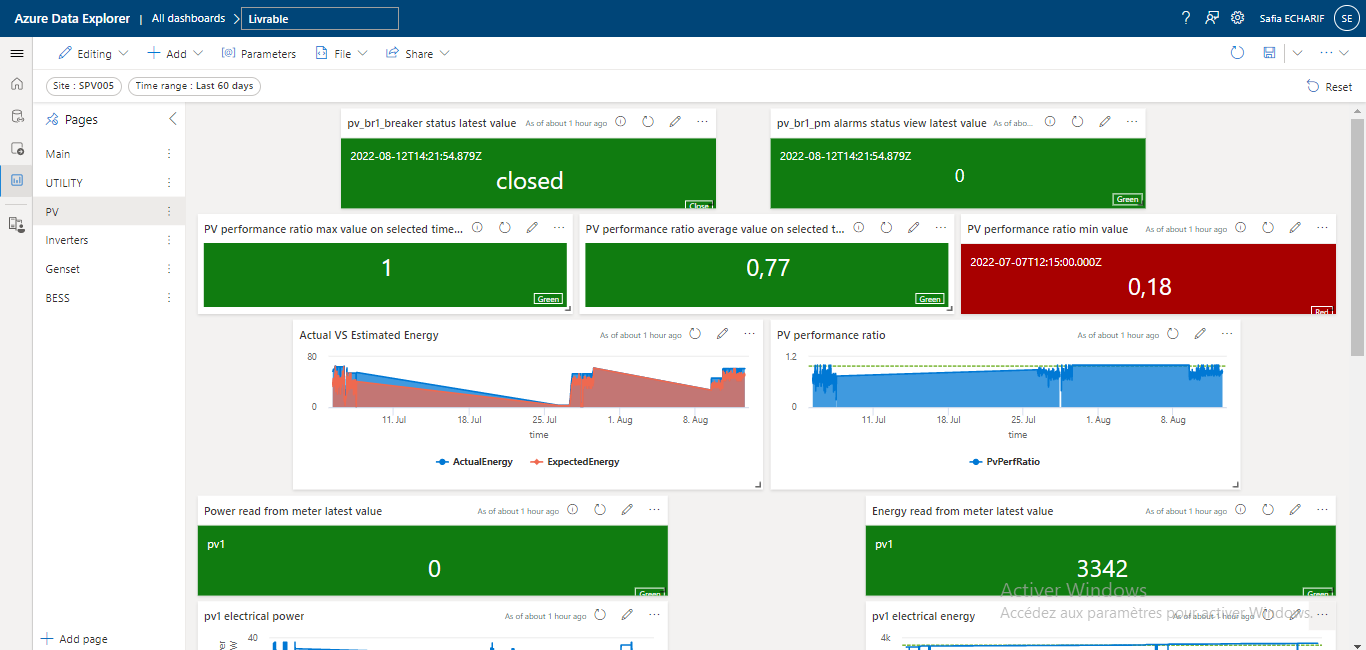 Azure Data Explorer | All dashboards > Livrable
? Safia ECHARIF SE
Editing Add Parameters File Share
Site : SPV005 Time range : Last 60 days Reset
Pages
Main
UTILITY
PV
Inverters
Genset
BESS
Add page
pv_br1_breaker status latest value As of about 1 hour ago
2022-08-12T14:21:54.879Z
closed
Close
pv_br1_pm alarms status view latest value As of abo...
2022-08-12T14:21:54.879Z
0
Green
PV performance ratio max value on selected time...
1
Green
PV performance ratio average value on selected t...
0,77
Green
PV performance ratio min value As of about 1 hour ago
2022-07-07T12:15:00.000Z
0,18
Red
Actual VS Estimated Energy As of about 1 hour ago
80
0
11. Jul 18. Jul 25. Jul 1. Aug 8. Aug
time
ActualEnergy ExpectedEnergy
PV performance ratio As of about 1 hour ago
1.2
0
11. Jul 18. Jul 25. Jul 1. Aug 8. Aug
time
PvPerfRatio
Power read from meter latest value As of about 1 hour ago
pv1
0
Green
Energy read from meter latest value As of about 1 hour ago
pv1
3342
Green
pv1 electrical power As of about 1 hour ago
40
pv1 electrical energy As of about 1 hour ago
4k
Activer Windows
Accédez aux paramètres pour activer Windows.